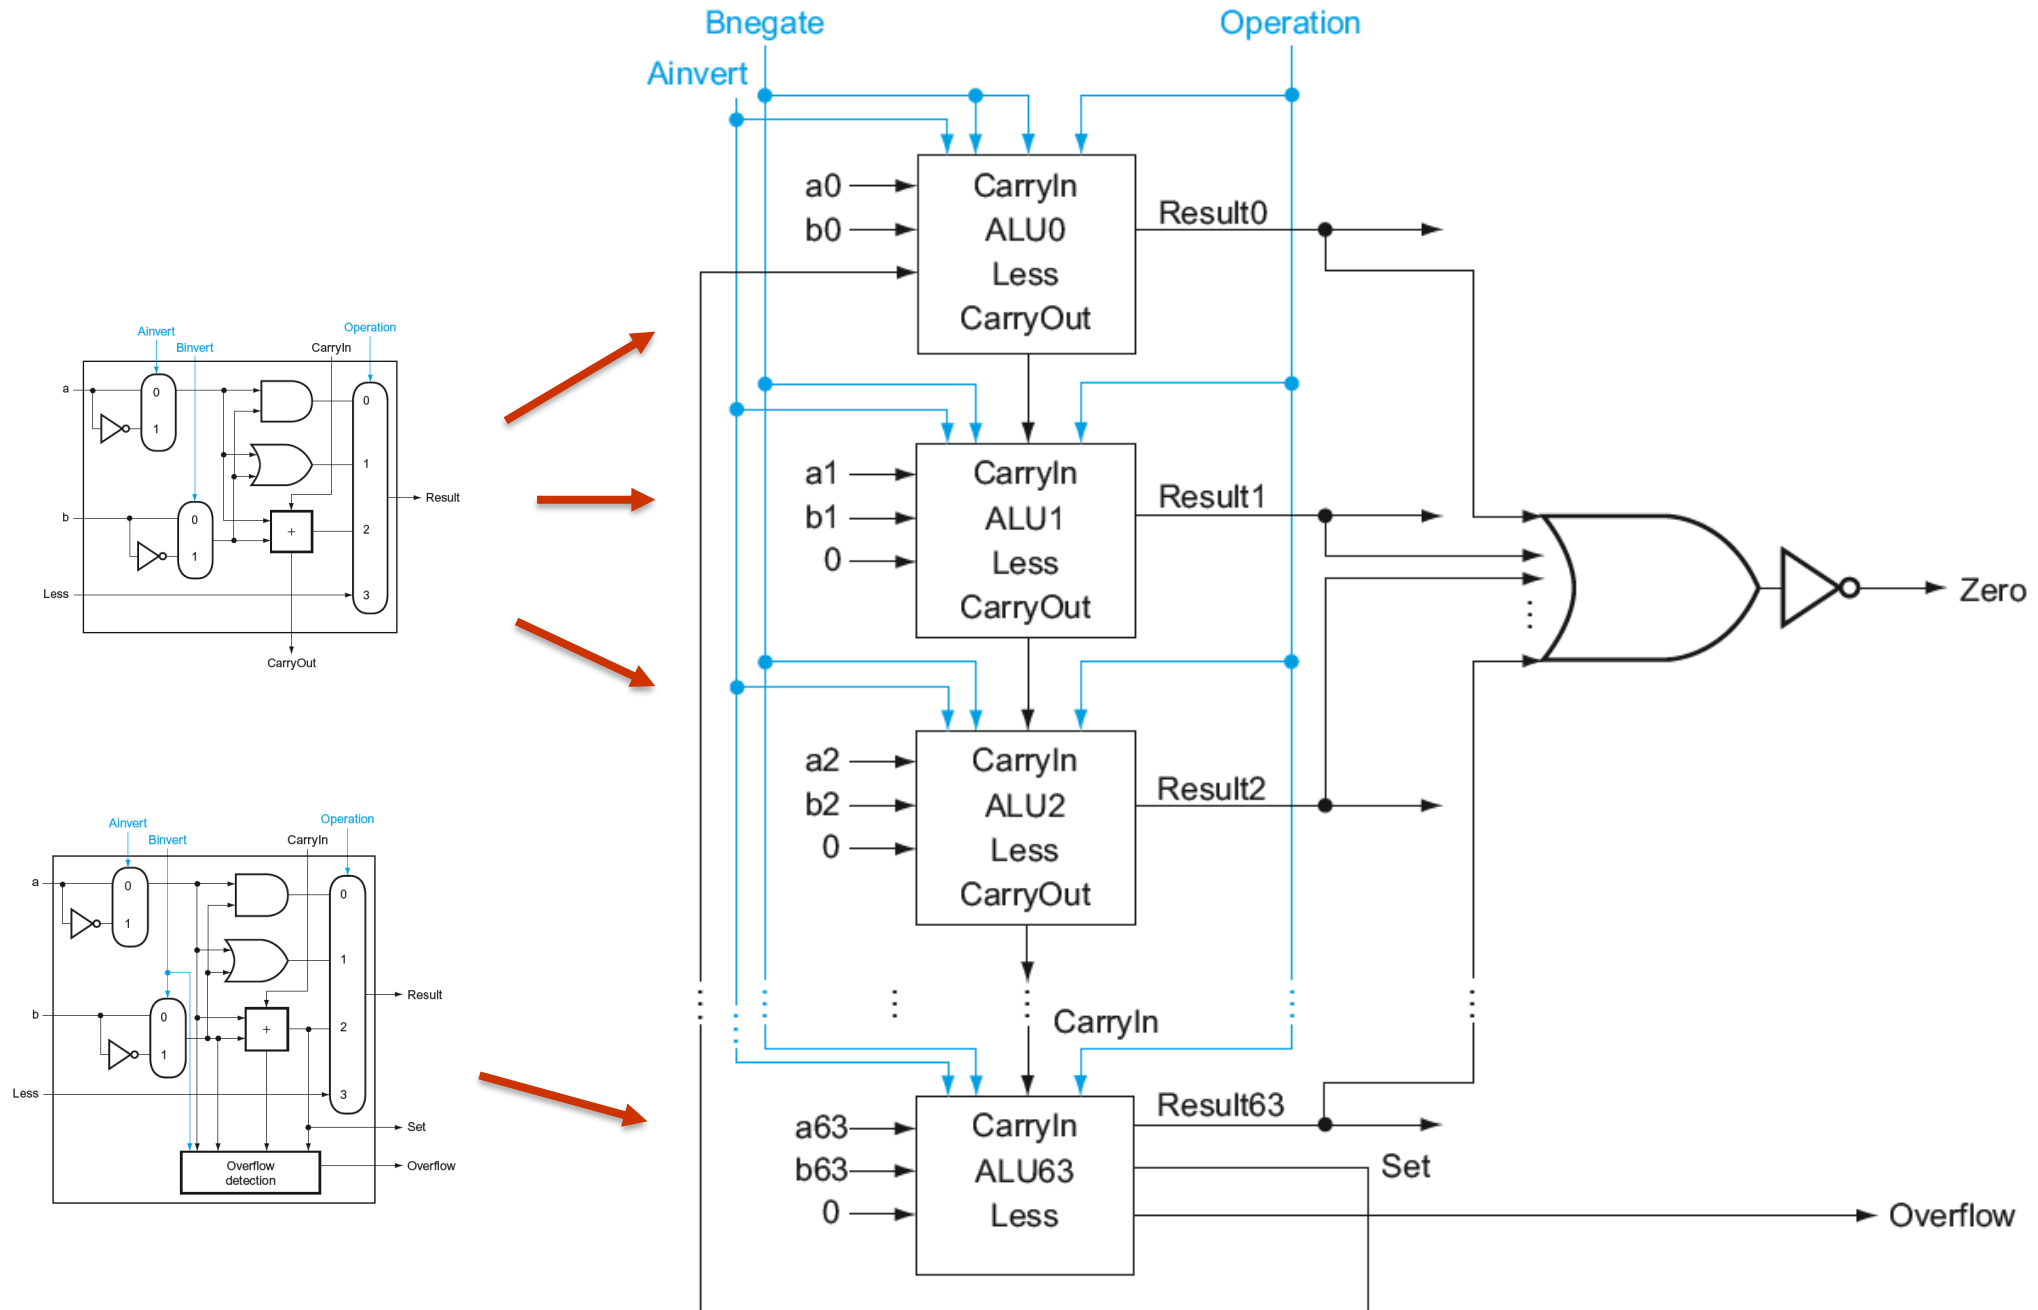 Bnegate
Operation
Ainvert
a0
CarryIn
b0
ALU0
Less
CarryOut
Result0
a1
CarryIn
b1
ALU1
0
Less
CarryOut
Result1
a2
CarryIn
b2
ALU2
0
Less
CarryOut
Result2
CarryIn
a63
CarryIn
b63
ALU63
0
Less
Result63
Set
Overflow
Zero
Ainvert
Binvert
CarryIn
Operation
a
0
1
b
0
1
+
0
1
2
3
Less
Result
CarryOut
Ainvert
Binvert
CarryIn
Operation
a
0
1
b
0
1
+
0
1
2
3
Less
Result
Set
Overflow
detection
Overflow